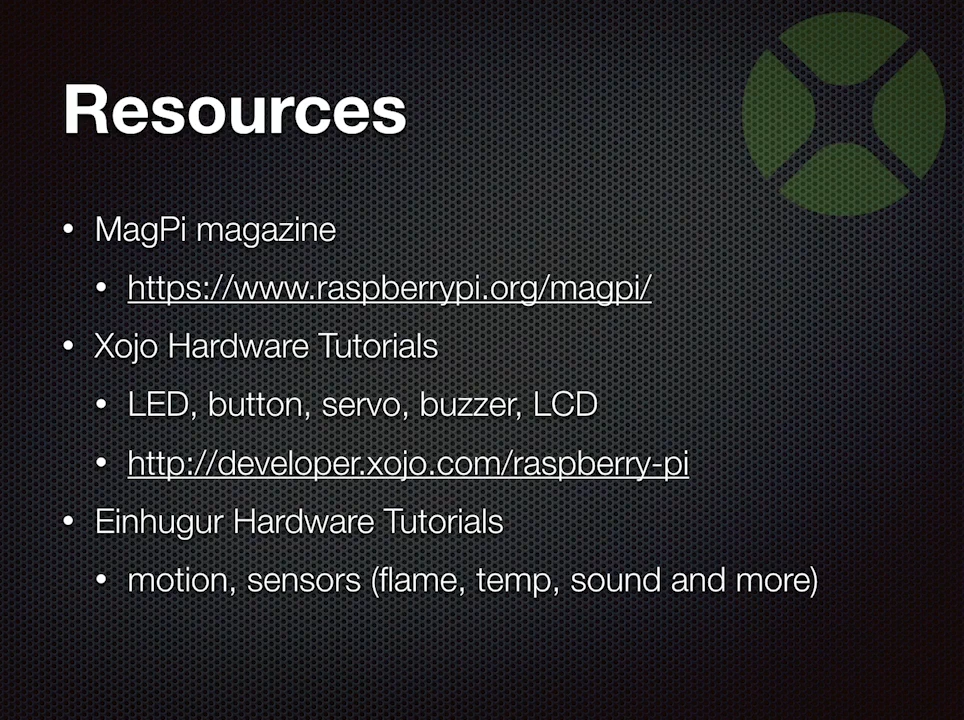 Resources
• MagPi magazine
• https://www.raspberrypi.org/magpi/
• Xojo Hardware Tutorials
• LED, button, servo, buzzer, LCD
• http://developer.xojo.com/raspberry-pi
• Einhugur Hardware Tutorials
• motion, sensors (flame, temp, sound and more)